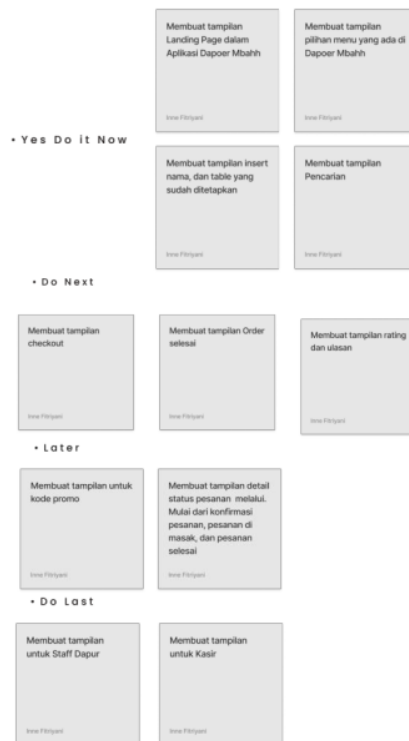 Membuat tampilan
Landing Page dalam
Aplikasi Dapoer Mbahh
Inne Fitriyani
Membuat tampilan
pilihan menu yang ada di
Dapoer Mbahh
Inne Fitriyani
• Yes Do it Now
Membuat tampilan insert
nama, dan table yang
sudah ditetapkan
Inne Fitriyani
Membuat tampilan
Pencarian
Inne Fitriyani
• Do Next
Membuat tampilan
checkout
Inne Fitriyani
Membuat tampilan Order
selesai
Inne Fitriyani
Membuat tampilan rating
dan ulasan
Inne Fitriyani
• Later
Membuat tampilan untuk
kode promo
Inne Fitriyani
Membuat tampilan detail
status pesanan melalui.
Mulai dari konfirmasi
pesanan, pesanan di
masak, dan pesanan
selesai
Inne Fitriyani
• Do Last
Membuat tampilan
untuk Staff Dapur
Inne Fitriyani
Membuat tampilan
untuk Kasir
Inne Fitriyani